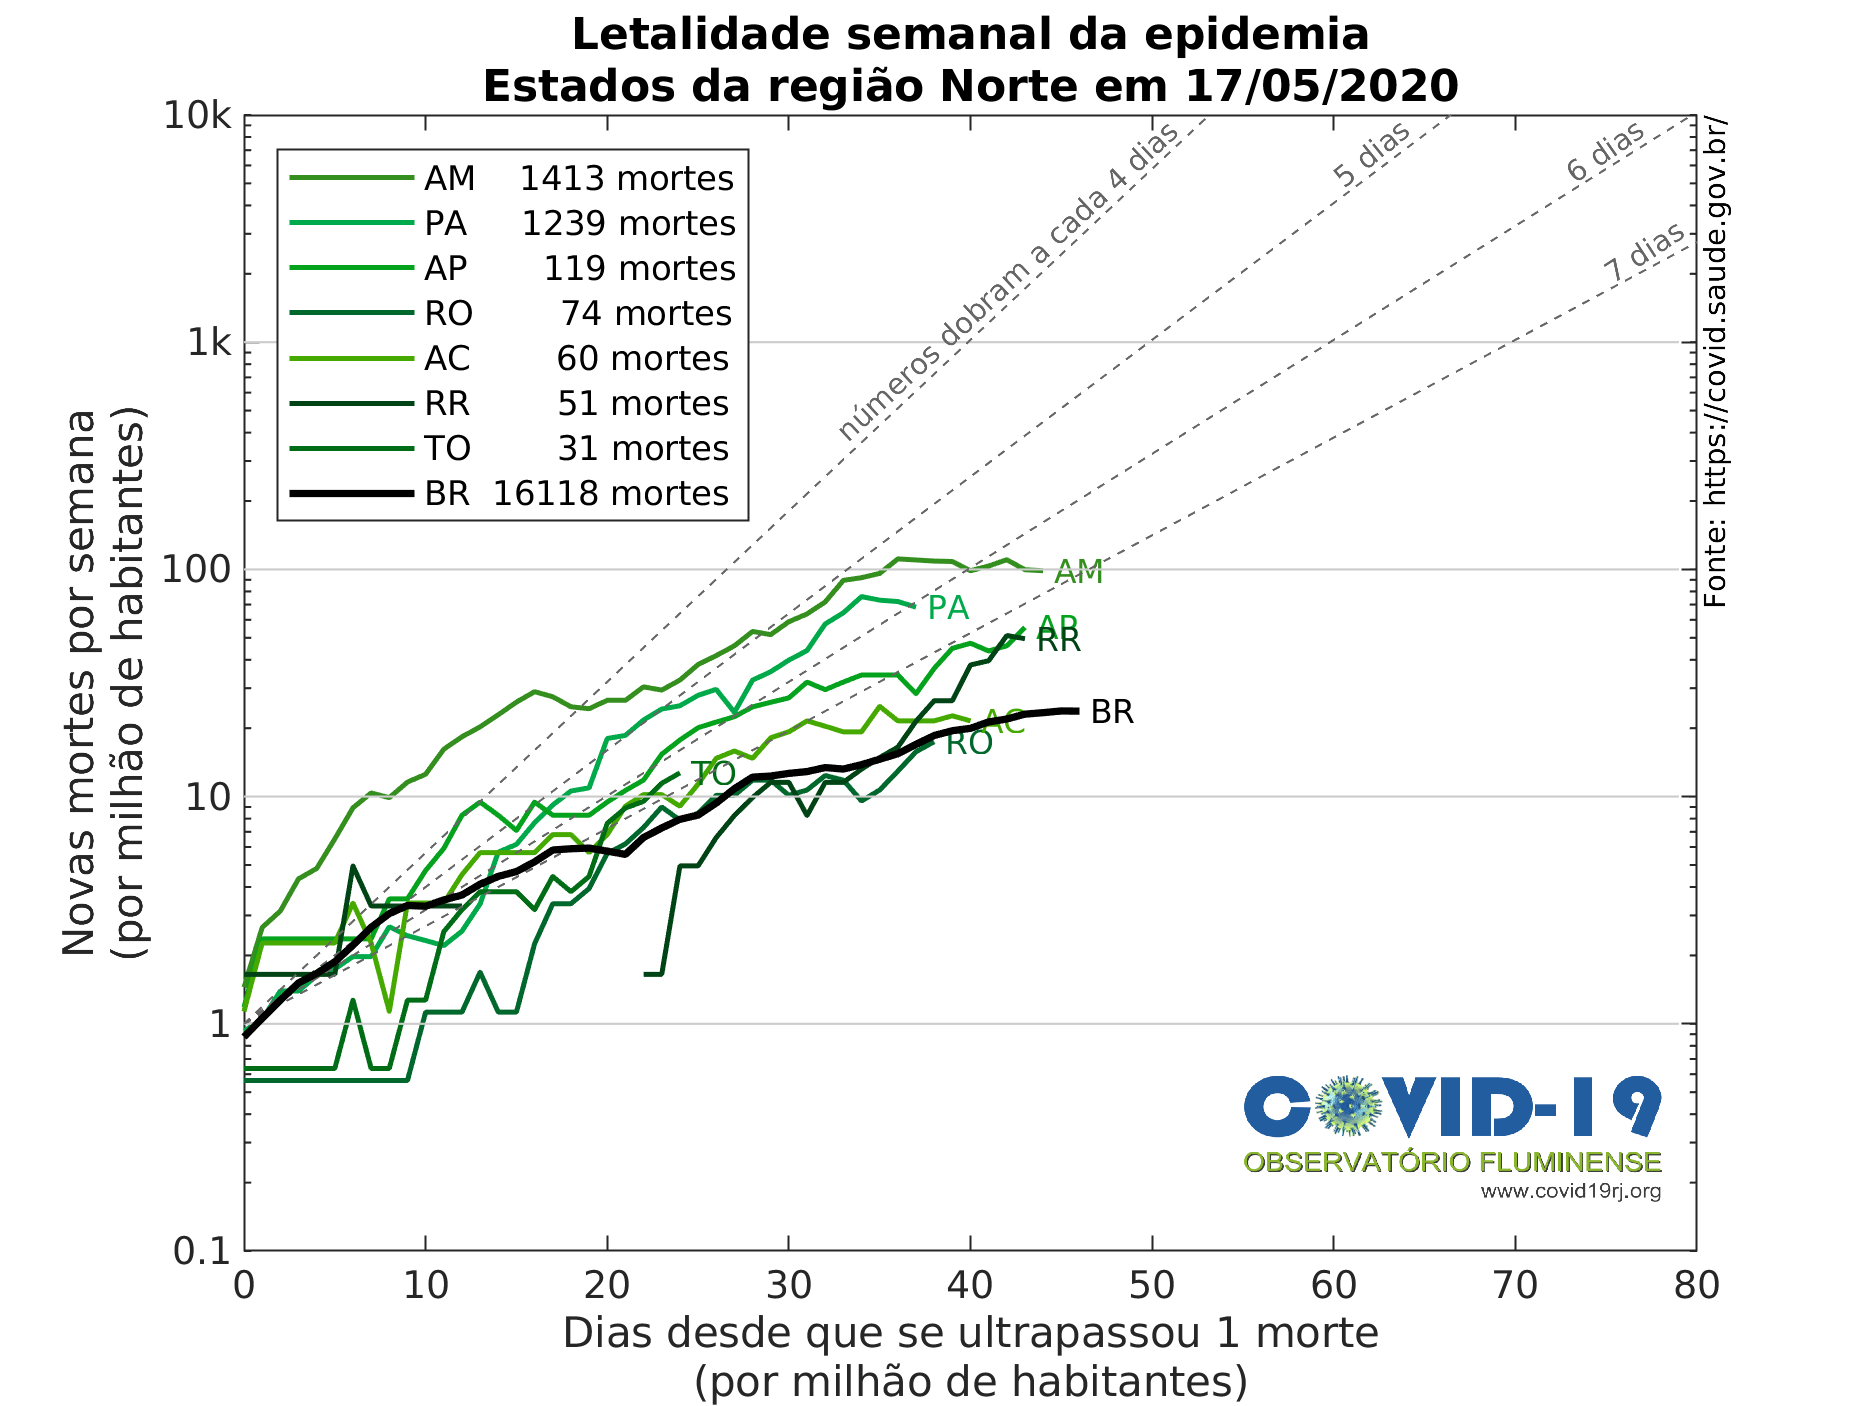 Letalidade semanal da epidemia
Estados da região Norte em 17/05/2020
10k
1k
100
10
1
0.1
Novas mortes por semana
(por milhão de habitantes)
AM 1413 mortes
PA 1239 mortes
AP 119 mortes
RO 74 mortes
AC 60 mortes
RR 51 mortes
TO 31 mortes
BR 16118 mortes
números dobram a cada 4 dias
5 dias
6 dias
7 dias
Fonte: https://covid.saude.gov.br/
AM
PA
AP
RR
BR
AC
RO
TO
COVID-19
OBSERVATÓRIO FLUMINENSE
www.covid19rj.org
0 10 20 30 40 50 60 70 80
Dias desde que se ultrapassou 1 morte
(por milhão de habitantes)